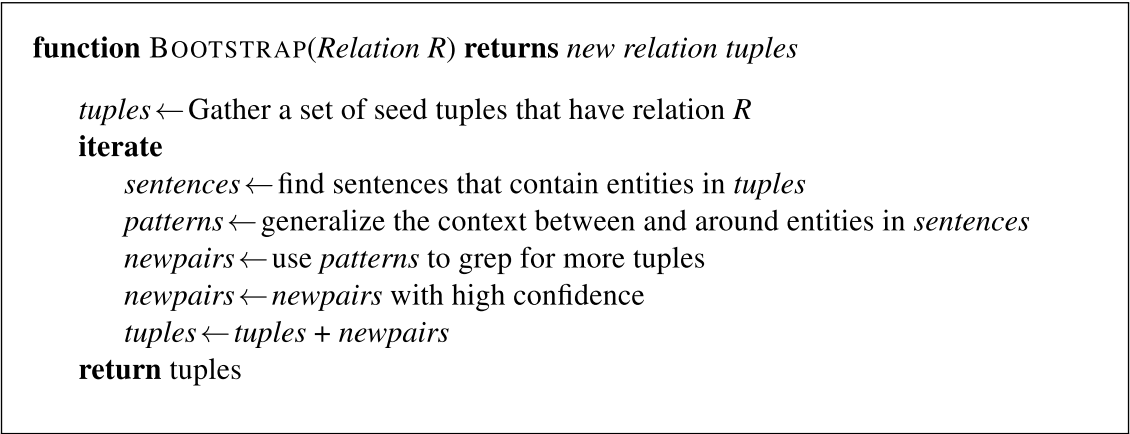 function BOOTSTRAP(Relation R) returns new relation tuples
tuples←Gather a set of seed tuples that have relation R
iterate
sentences←find sentences that contain entities in tuples
patterns←generalize the context between and around entities in sentences
newpairs←use patterns to grep for more tuples
newpairs←newpairs with high confidence
tuples←tuples + newpairs
return tuples